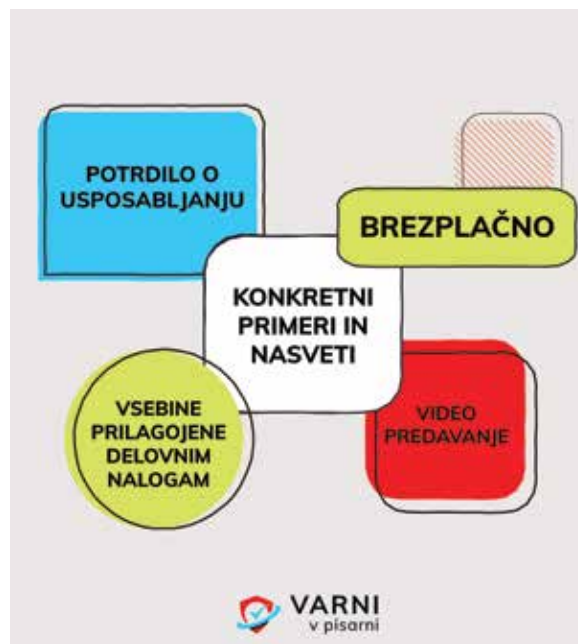 POTRDILO O
USPOSABLJANJU
BREZPLAČNO
KONKRETNI
PRIMERI IN
NASVETI
VSEBINE
PRILAGOJENE
DELOVNIM
NALOGAM
VIDEO
PREDAVANJE
VARNI
v pisarni